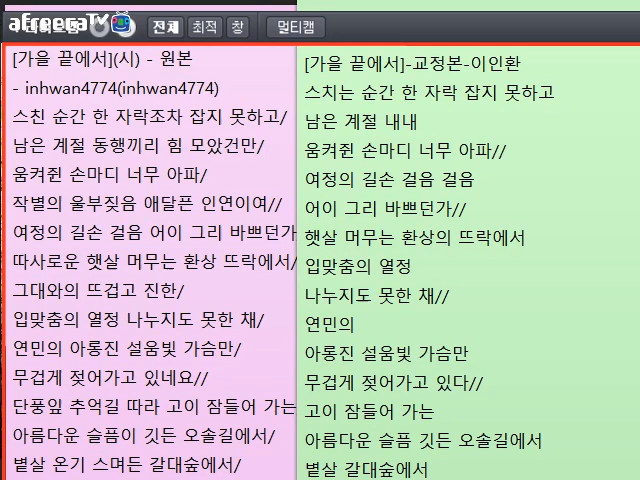 afreecaTV
전체 최적 창 멀티캠
[가을 끝에서](시) - 원본
- inhwan4774(inhwan4774)
스친 순간 한 자락조차 잡지 못하고/
남은 계절 동행끼리 힘 모았건만/
움켜쥔 손마디 너무 아파/
작별의 울부짖음 애달픈 인연이여//
여정의 길손 걸음 어이 그리 바쁘던가
따사로운 햇살 머무는 환상 뜨락에서/
그대와의 뜨겁고 진한/
입맞춤의 열정 나누지도 못한 채/
연민의 아롱진 설움빛 가슴만/
무겁게 젖어가고 있네요//
단풍잎 추억길 따라 고이 잠들어 가는
아름다운 슬픔이 깃든 오솔길에서/
볕살 온기 스며든 갈대숲에서/
[가을 끝에서]-교정본-이인환
스치는 순간 한 자락 잡지 못하고
남은 계절 내내
움켜쥔 손마디 너무 아파//
여정의 길손 걸음 걸음
어이 그리 바쁘던가//
햇살 머무는 환상의 뜨락에서
입맞춤의 열정
나누지도 못한 채//
연민의
아롱진 설움빛 가슴만
무겁게 젖어가고 있다//
고이 잠들어 가는
아름다운 슬픔 깃든 오솔길에서
볕살 갈대숲에서